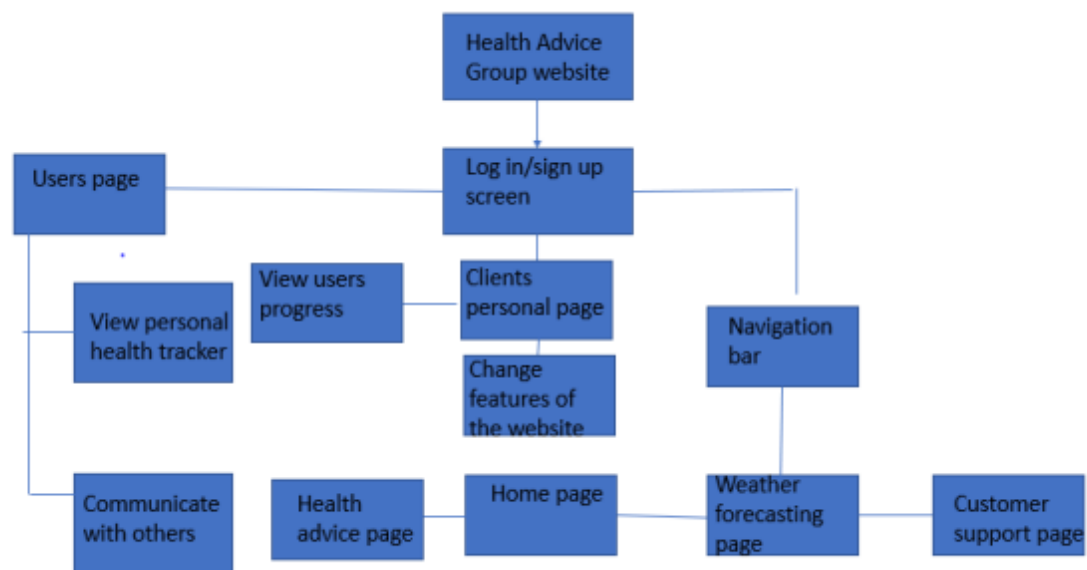 Health Advice
Group website
Users page
Log in/sign up
screen
View users
progress
Clients
personal page
View personal
health tracker
Navigation
bar
Change
features of
the website
Communicate
with others
Health
advice page
Home page
Weather
forecasting
page
Customer
support page